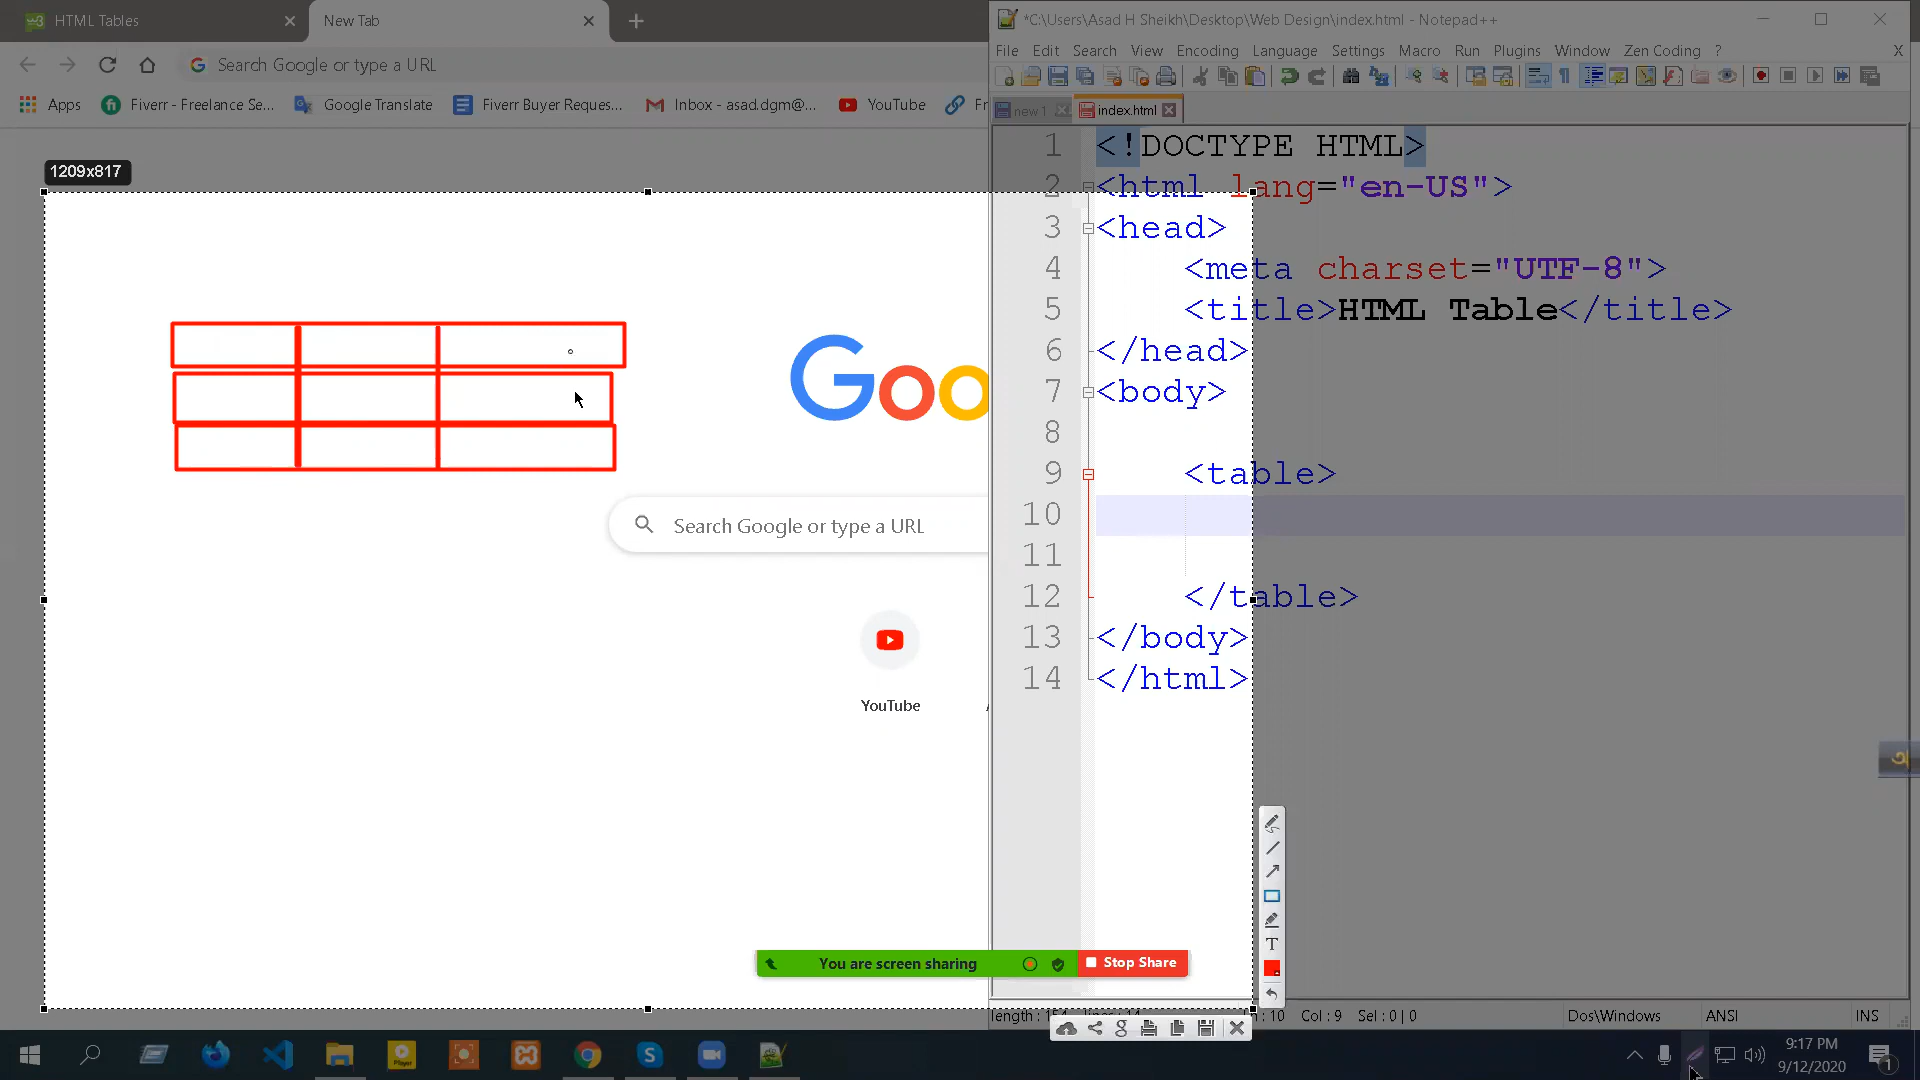 HTML Tables
New Tab
Search Google or type a URL
Apps
Fiverr - Freelance Se...
Google Translate
Fiverr Buyer Reques...
Inbox - asad.dgm@...
YouTube
Fr
1209x817
Goo
Search Google or type a URL
YouTube
You are screen sharing
Stop Share
*C:\Users\Asad H Sheikh\Desktop\Web Design\index.html - Notepad++
File Edit Search View Encoding Language Settings Macro Run Plugins Window Zen Coding ? X
new 1
index.html
1 <!DOCTYPE HTML>
2 <html lang="en-US">
3 <head>
4 <meta charset="UTF-8">
5 <title>HTML Table</title>
6 </head>
7 <body>
8
9 <table>
10
11
12 </table>
13 </body>
14 </html>
T
Col : 9 Sel : 0 | 0
Dos\Windows
ANSI
INS
9:17 PM
9/12/2020
1